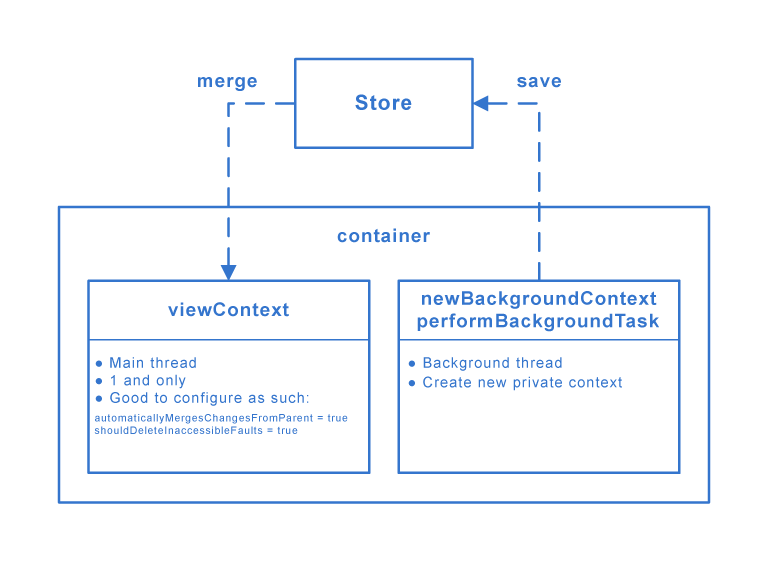 merge
Store
save
container
viewContext
● Main thread
● 1 and only
● Good to configure as such:
automaticallyMergesChangesFromParent = true
shouldDeleteInaccessibleFaults = true
newBackgroundContext
performBackgroundTask
● Background thread
● Create new private context